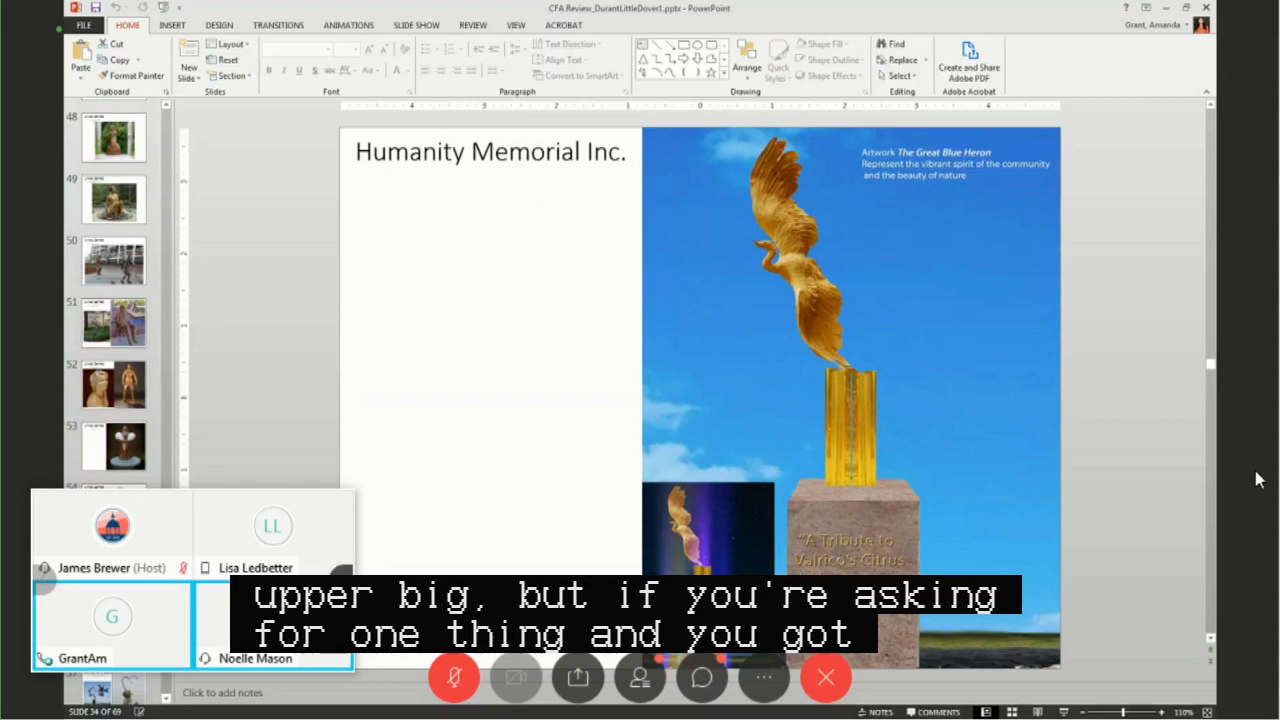 CFA Review_DurantLittleDover1.pptx - PowerPoint
FILE HOME INSERT DESIGN TRANSITIONS ANIMATIONS SLIDE SHOW REVIEW VIEW ACROBAT
Grant, Amanda
Cut
Copy
Format Painter
Paste
Clipboard
New
Slide
Layout
Reset
Section
Slides
Font
Text Direction
Align Text
Convert to SmartArt
Paragraph
Arrange
Quick
Styles
Shape Fill
Shape Outline
Shape Effects
Drawing
Find
Replace
Select
Editing
Create and Share
Adobe PDF
Adobe Acrobat
48
49
50
51
52
53
Humanity Memorial Inc.
Artwork The Great Blue Heron
Represent the vibrant spirit of the community
and the beauty of nature
"A Tribute to
Valrico's Citrus
James Brewer (Host)
LL
Lisa Ledbetter
G
GrantAm
Noelle Mason
upper big, but if you're asking
for one thing and you got
Click to add notes
SLIDE 34 OF 69
NOTES
COMMENTS
110%